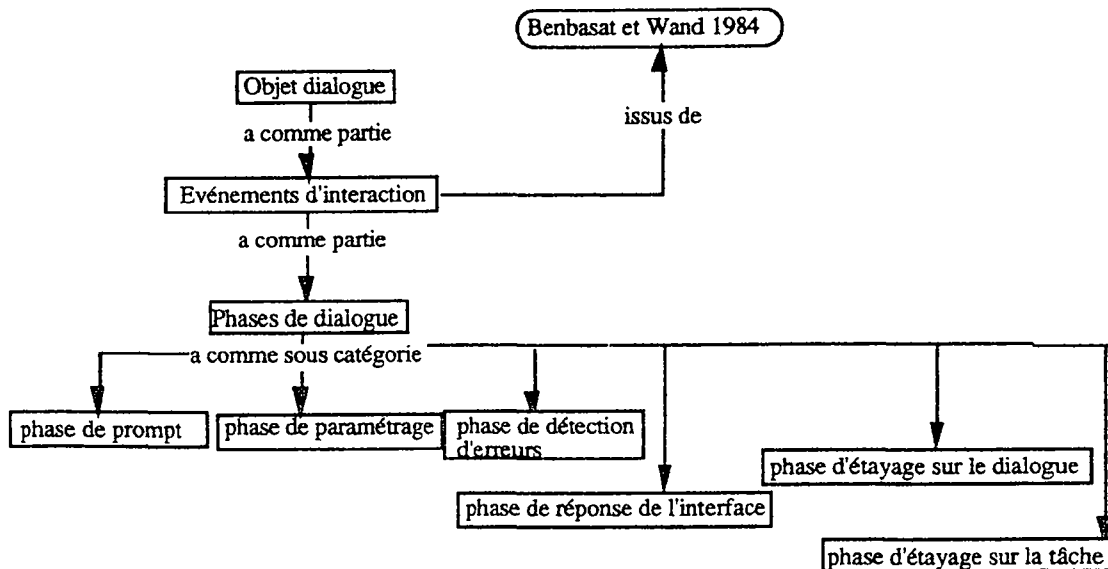 Benbasat et Wand 1984
Objet dialogue
issus de
a comme partie
Evénements d'interaction
a comme partie
Phases de dialogue
a comme sous catégorie
phase de prompt
phase de paramétrage
phase de détection
d'erreurs
phase d'étayage sur le dialogue
phase de réponse de l'interface
phase d'étayage sur la tâche